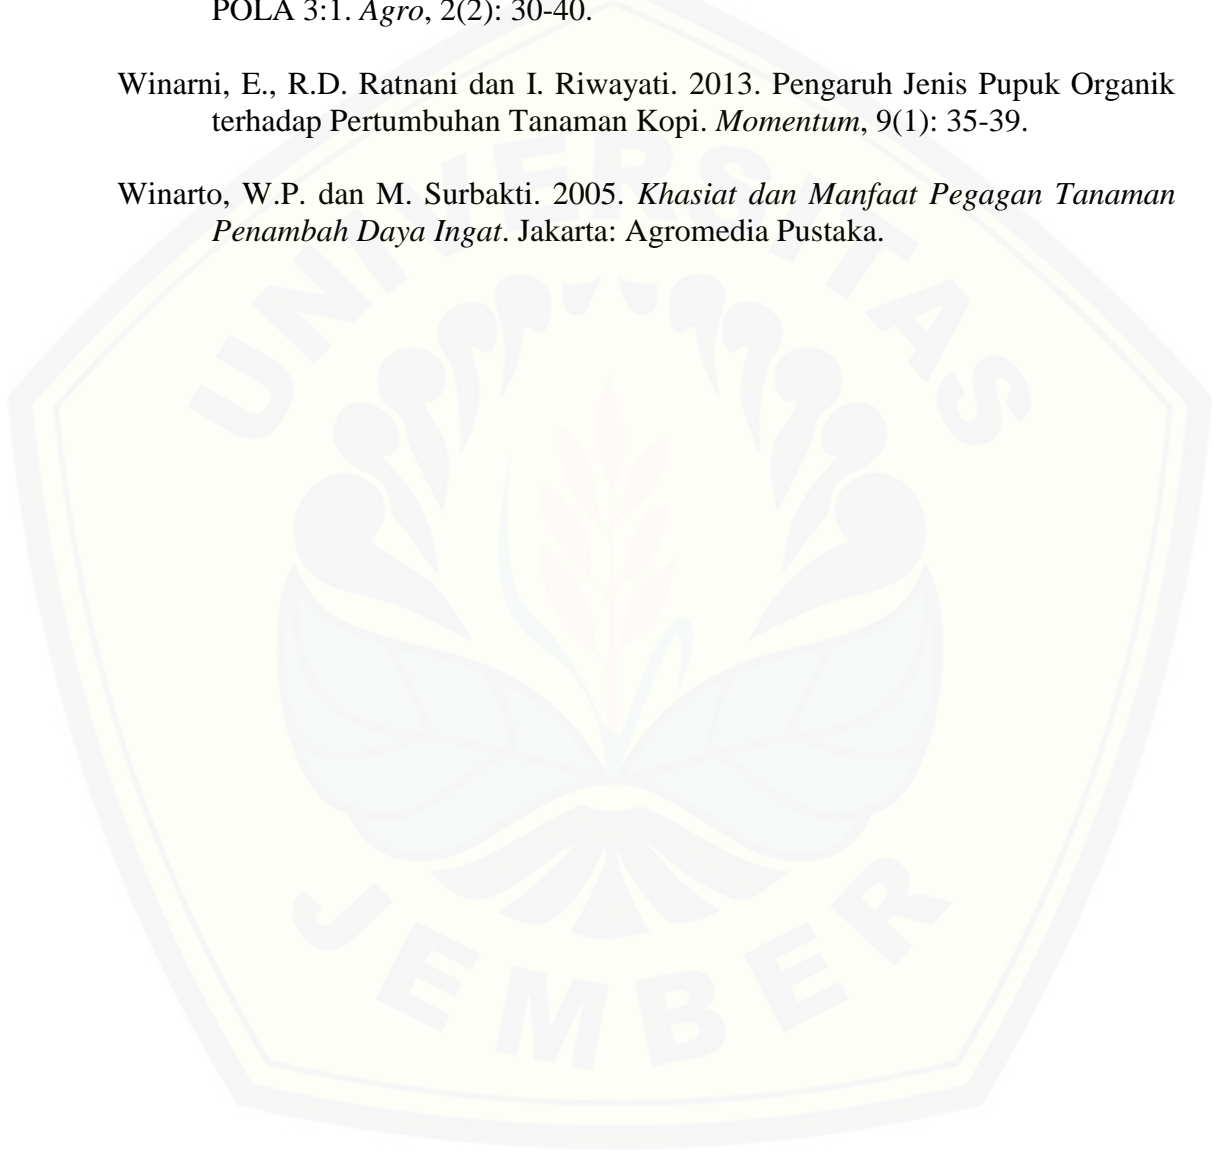 POLA 3:1. Agro, 2(2): 30-40.
Winarni, E., R.D. Ratnani dan I. Riwayati. 2013. Pengaruh Jenis Pupuk Organik
terhadap Pertumbuhan Tanaman Kopi. Momentum, 9(1): 35-39.
Winarto, W.P. dan M. Surbakti. 2005. Khasiat dan Manfaat Pegagan Tanaman
Penambah Daya Ingat. Jakarta: Agromedia Pustaka.
UNIVERSITAS
JEMBER